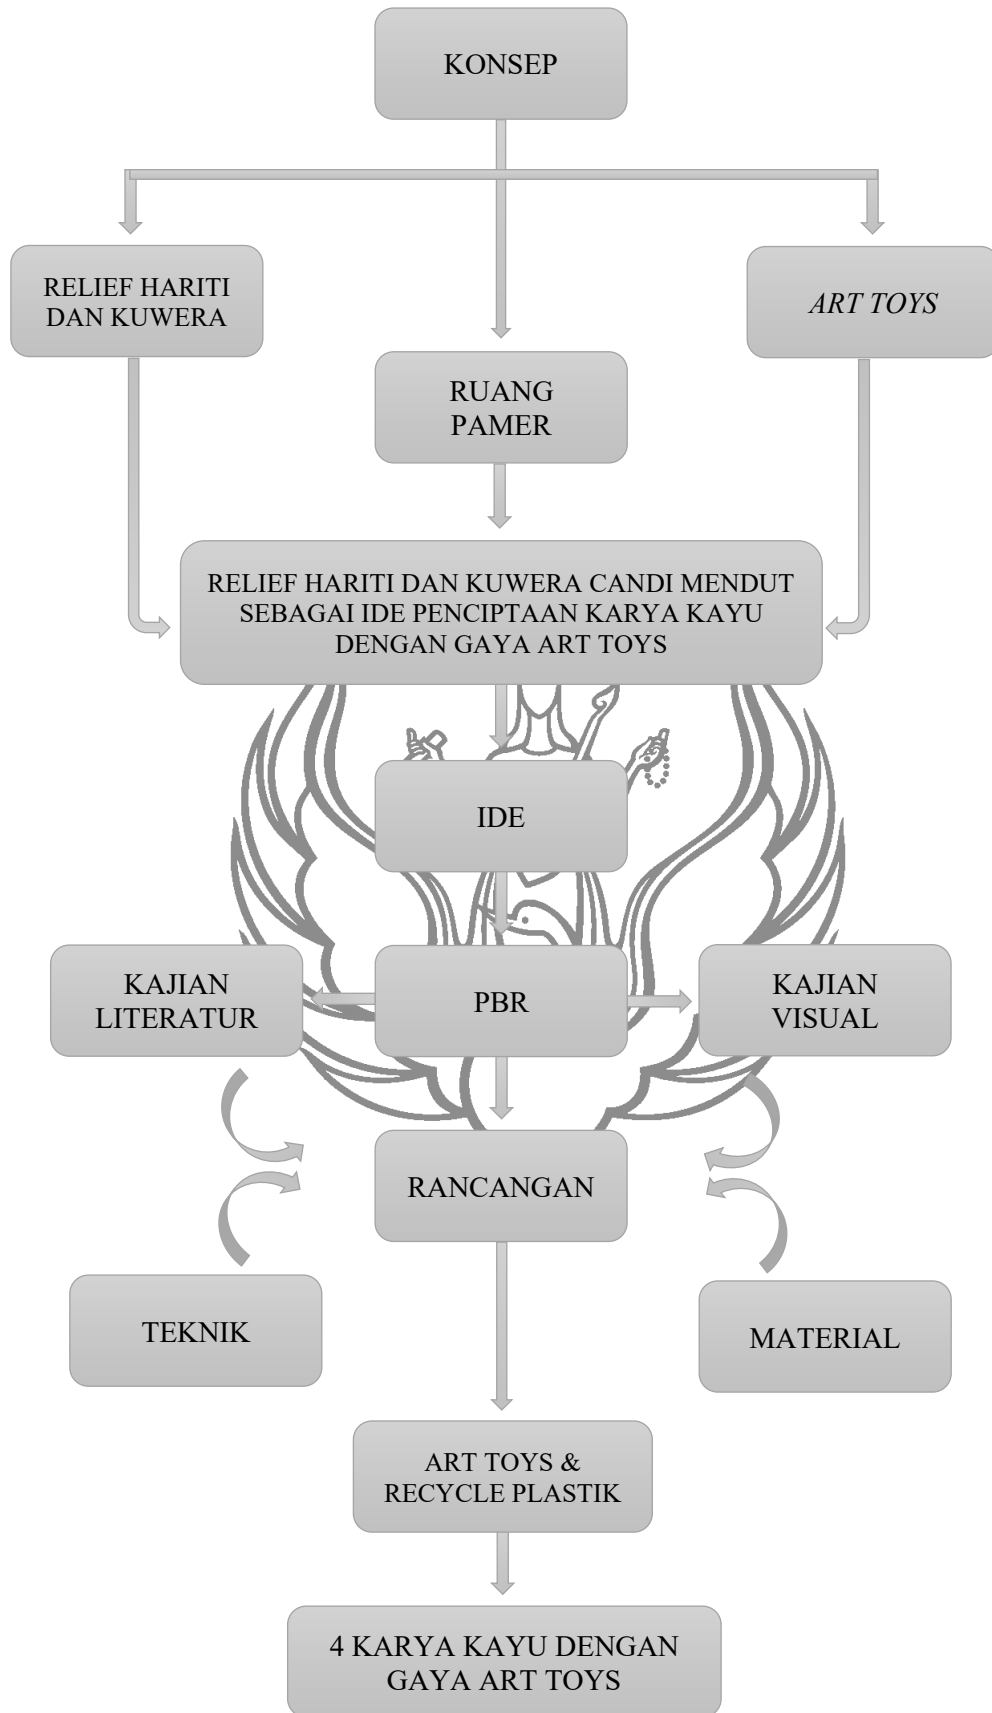 KONSEP
RELIEF HARITI
DAN KUWERA
ART TOYS
RUANG
PAMER
RELIEF HARITI DAN KUWERA CANDI MENDUT
SEBAGAI IDE PENCIPTAAN KARYA KAYU
DENGAN GAYA ART TOYS
IDE
KAJIAN
LITERATUR
PBR
KAJIAN
VISUAL
RANCANGAN
TEKNIK
MATERIAL
ART TOYS &
RECYCLE PLASTIK
4 KARYA KAYU DENGAN
GAYA ART TOYS